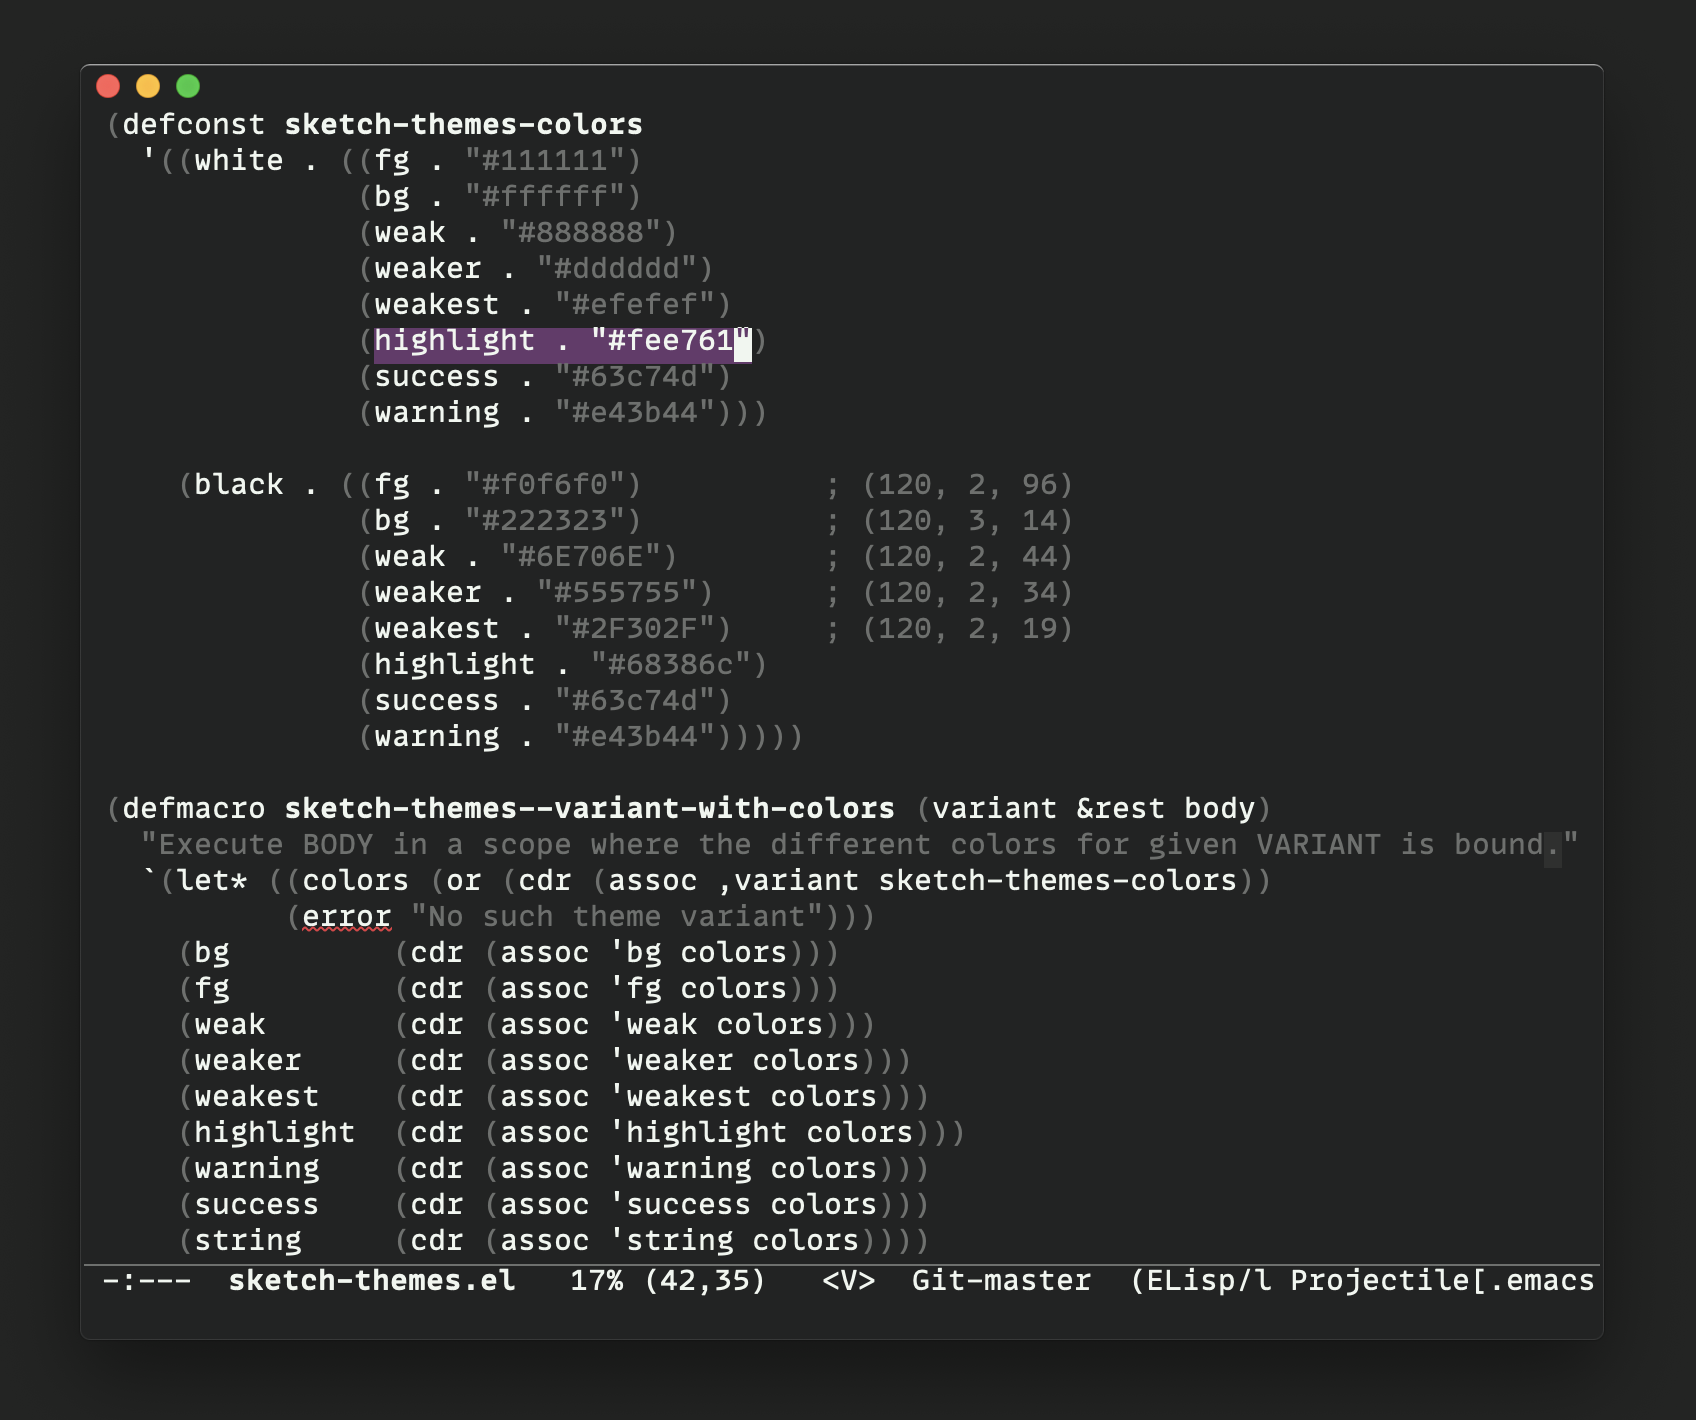 (defconst sketch-themes-colors
  '((white . ((fg . "#111111")
              (bg . "#ffffff")
              (weak . "#888888")
              (weaker . "#dddddd")
              (weakest . "#efefef")
              (highlight . "#fee761")
              (success . "#63c74d")
              (warning . "#e43b44")))

    (black . ((fg . "#f0f6f0")          ; (120, 2, 96)
              (bg . "#222323")          ; (120, 3, 14)
              (weak . "#6E706E")        ; (120, 2, 44)
              (weaker . "#555755")      ; (120, 2, 34)
              (weakest . "#2F302F")     ; (120, 2, 19)
              (highlight . "#68386c")
              (success . "#63c74d")
              (warning . "#e43b44")))))

(defmacro sketch-themes--variant-with-colors (variant &rest body)
  "Execute BODY in a scope where the different colors for given VARIANT is bound."
  `(let* ((colors (or (cdr (assoc ,variant sketch-themes-colors))
          (error "No such theme variant")))
    (bg         (cdr (assoc 'bg colors)))
    (fg         (cdr (assoc 'fg colors)))
    (weak       (cdr (assoc 'weak colors)))
    (weaker     (cdr (assoc 'weaker colors)))
    (weakest    (cdr (assoc 'weakest colors)))
    (highlight  (cdr (assoc 'highlight colors)))
    (warning    (cdr (assoc 'warning colors)))
    (success    (cdr (assoc 'success colors)))
    (string     (cdr (assoc 'string colors))))
-:---  sketch-themes.el   17% (42,35)   <V>  Git-master  (ELisp/l Projectile[.emacs